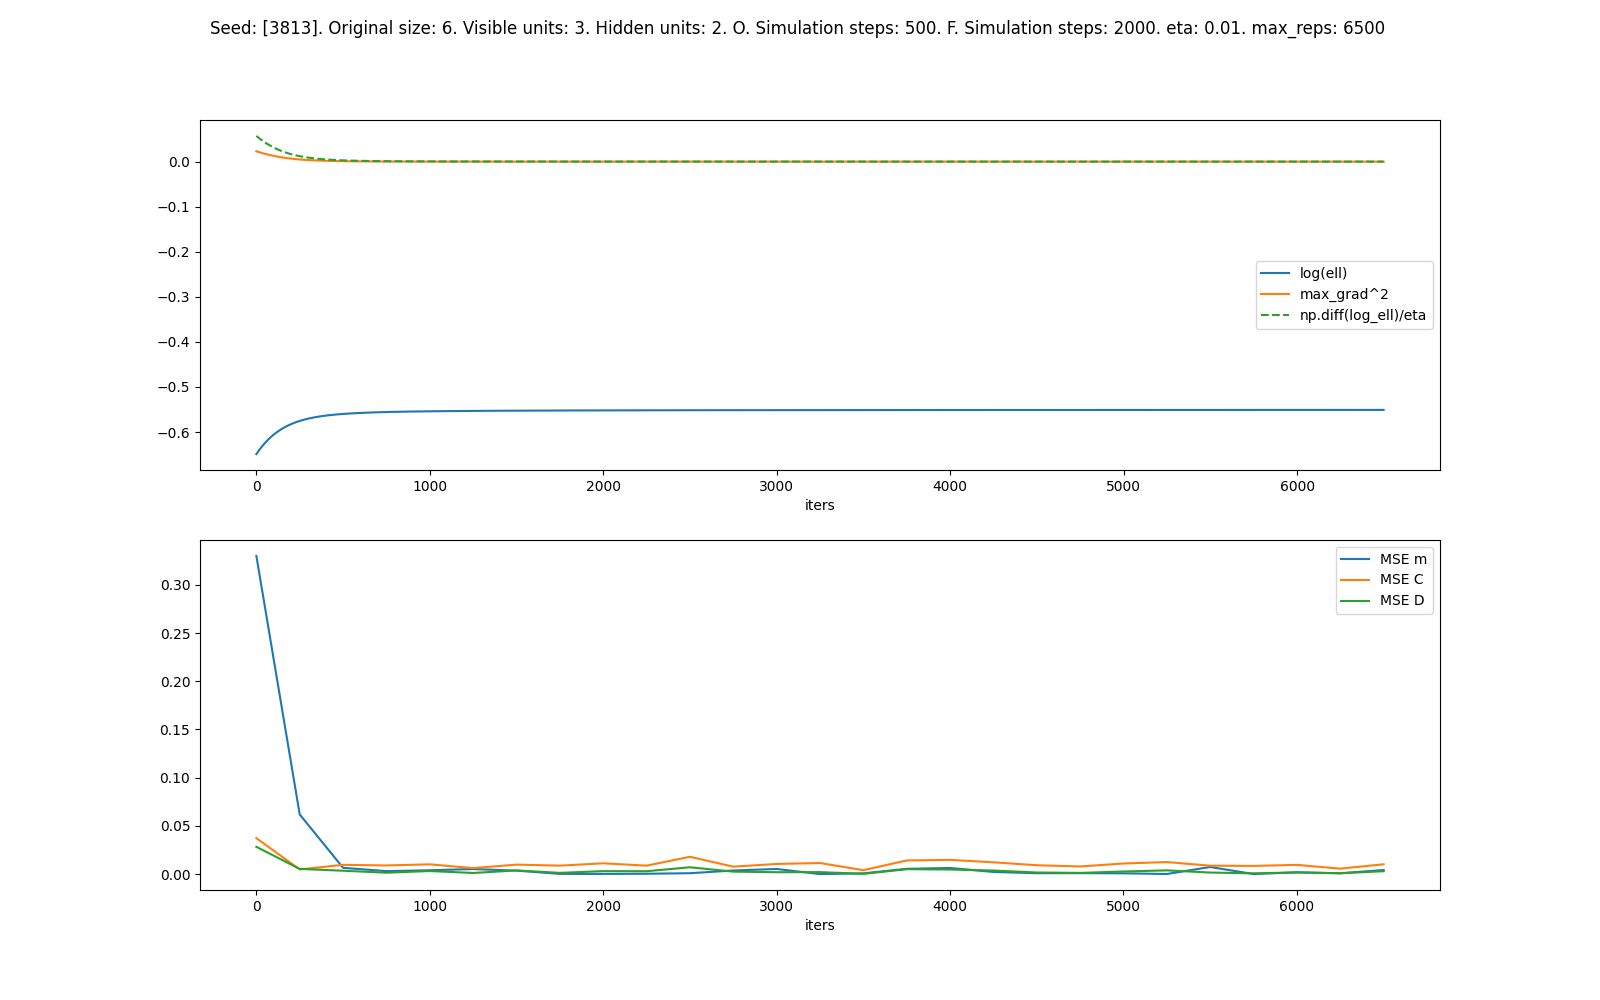 Seed: [3813]. Original size: 6. Visible units: 3. Hidden units: 2. O. Simulation steps: 500. F. Simulation steps: 2000. eta: 0.01. max_reps: 6500
0.0
−0.1
−0.2
−0.3
−0.4
−0.5
−0.6
log(ell)
max_grad^2
np.diff(log_ell)/eta
0 1000 2000 3000 4000 5000 6000
iters
0.30
0.25
0.20
0.15
0.10
0.05
0.00
MSE m
MSE C
MSE D
0 1000 2000 3000 4000 5000 6000
iters